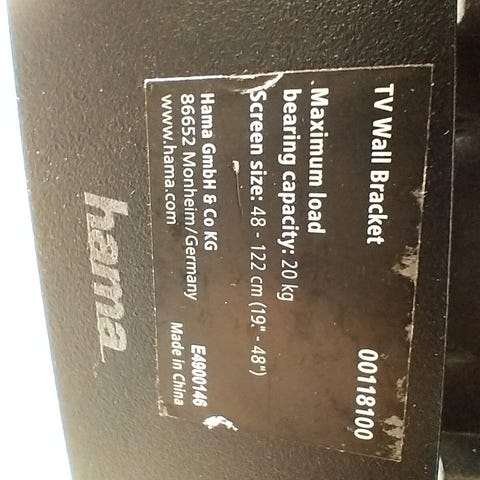 TV Wall Bracket 00118100
Maximum load
bearing capacity: 20 kg
Screen size: 48 - 122 cm (19" - 48")
Hama GmbH & Co KG
86652 Monheim/Germany E4900146
www.hama.com Made in China
hama